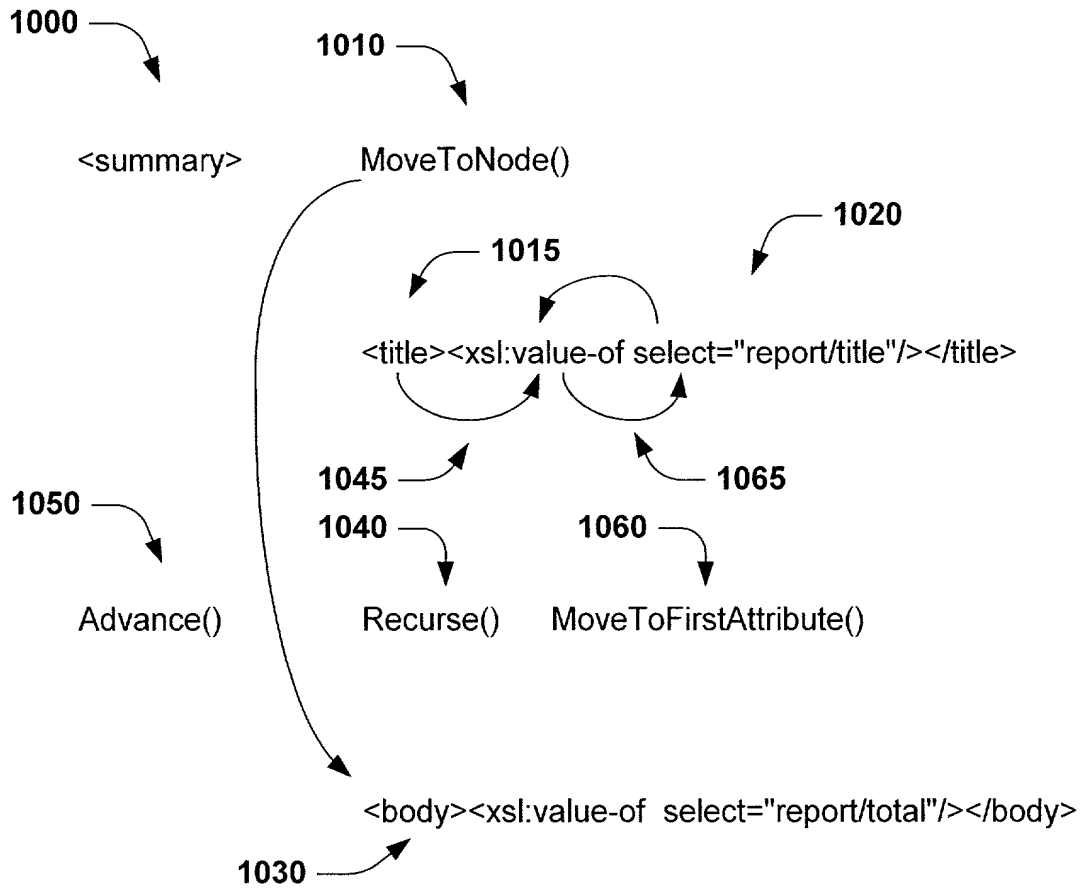 1000
1010
<summary> MoveToNode()
1020
1015
<title><xsl:value-of select="report/title"/></title>
1045 1065
1050
1040 1060
Advance() Recurse() MoveToFirstAttribute()
<body><xsl:value-of  select="report/total"/></body>
1030